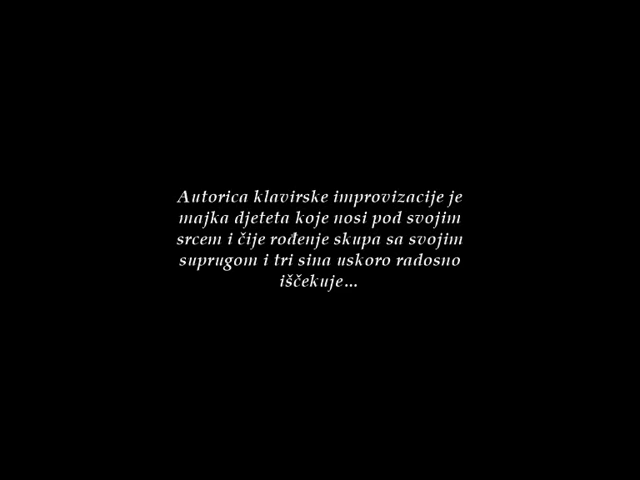 Autorica klavirske improvizacije je
majka djeteta koje nosi pod svojim
srcem i čije rođenje skupa sa svojim
suprugom i tri sina uskoro radosno
iščekuje...